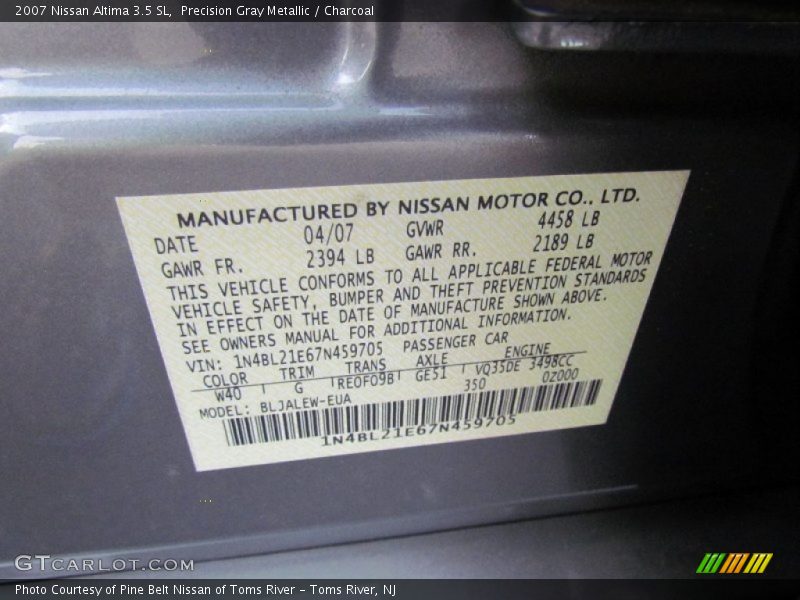 2007 Nissan Altima 3.5 SL, Precision Gray Metallic / Charcoal
MANUFACTURED BY NISSAN MOTOR CO., LTD.
DATE 04/07 GVWR 4458 LB
GAWR FR. 2394 LB GAWR RR. 2189 LB
THIS VEHICLE CONFORMS TO ALL APPLICABLE FEDERAL MOTOR
VEHICLE SAFETY, BUMPER AND THEFT PREVENTION STANDARDS
IN EFFECT ON THE DATE OF MANUFACTURE SHOWN ABOVE.
SEE OWNERS MANUAL FOR ADDITIONAL INFORMATION.
VIN: 1N4BL21E67N459705 PASSENGER CAR
COLOR TRIM TRANS AXLE ENGINE
W40 G RE0F09B GE51 VQ35DE 3498CC
MODEL: BLJALEW-EUA 350 0Z000
1N4BL21E67N459705
GTCARLOT.COM
Photo Courtesy of Pine Belt Nissan of Toms River – Toms River, NJ